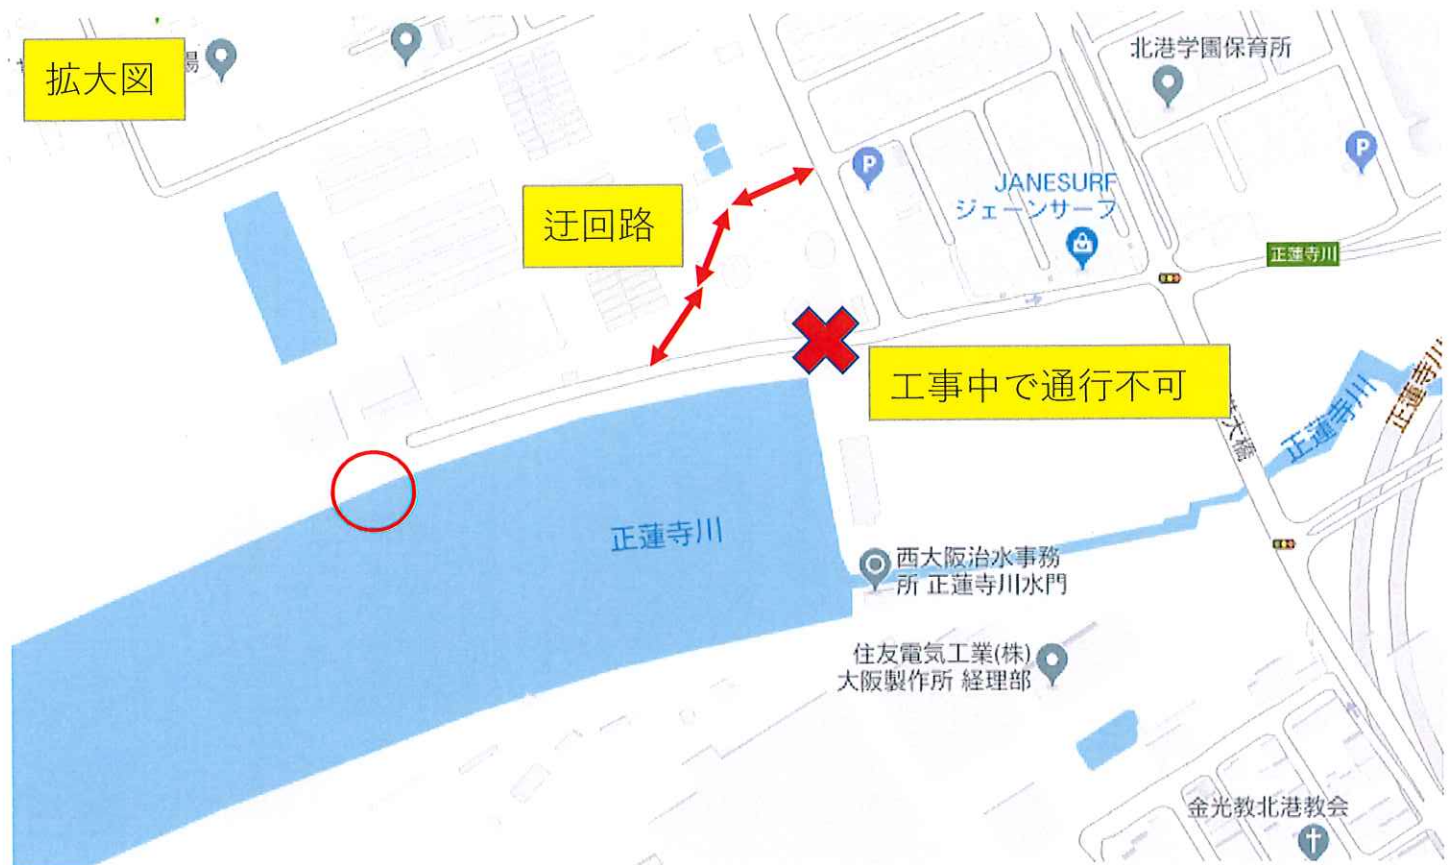 拡大図
場
北港学園保育所
P
P
JANESURF
ジェーンサーフ
迂回路
正蓮寺川
工事中で通行不可
正蓮寺川
正蓮寺川
大橋
正蓮寺川
西大阪治水事務
所 正蓮寺川水門
住友電気工業(株)
大阪製作所 経理部
金光教北港教会